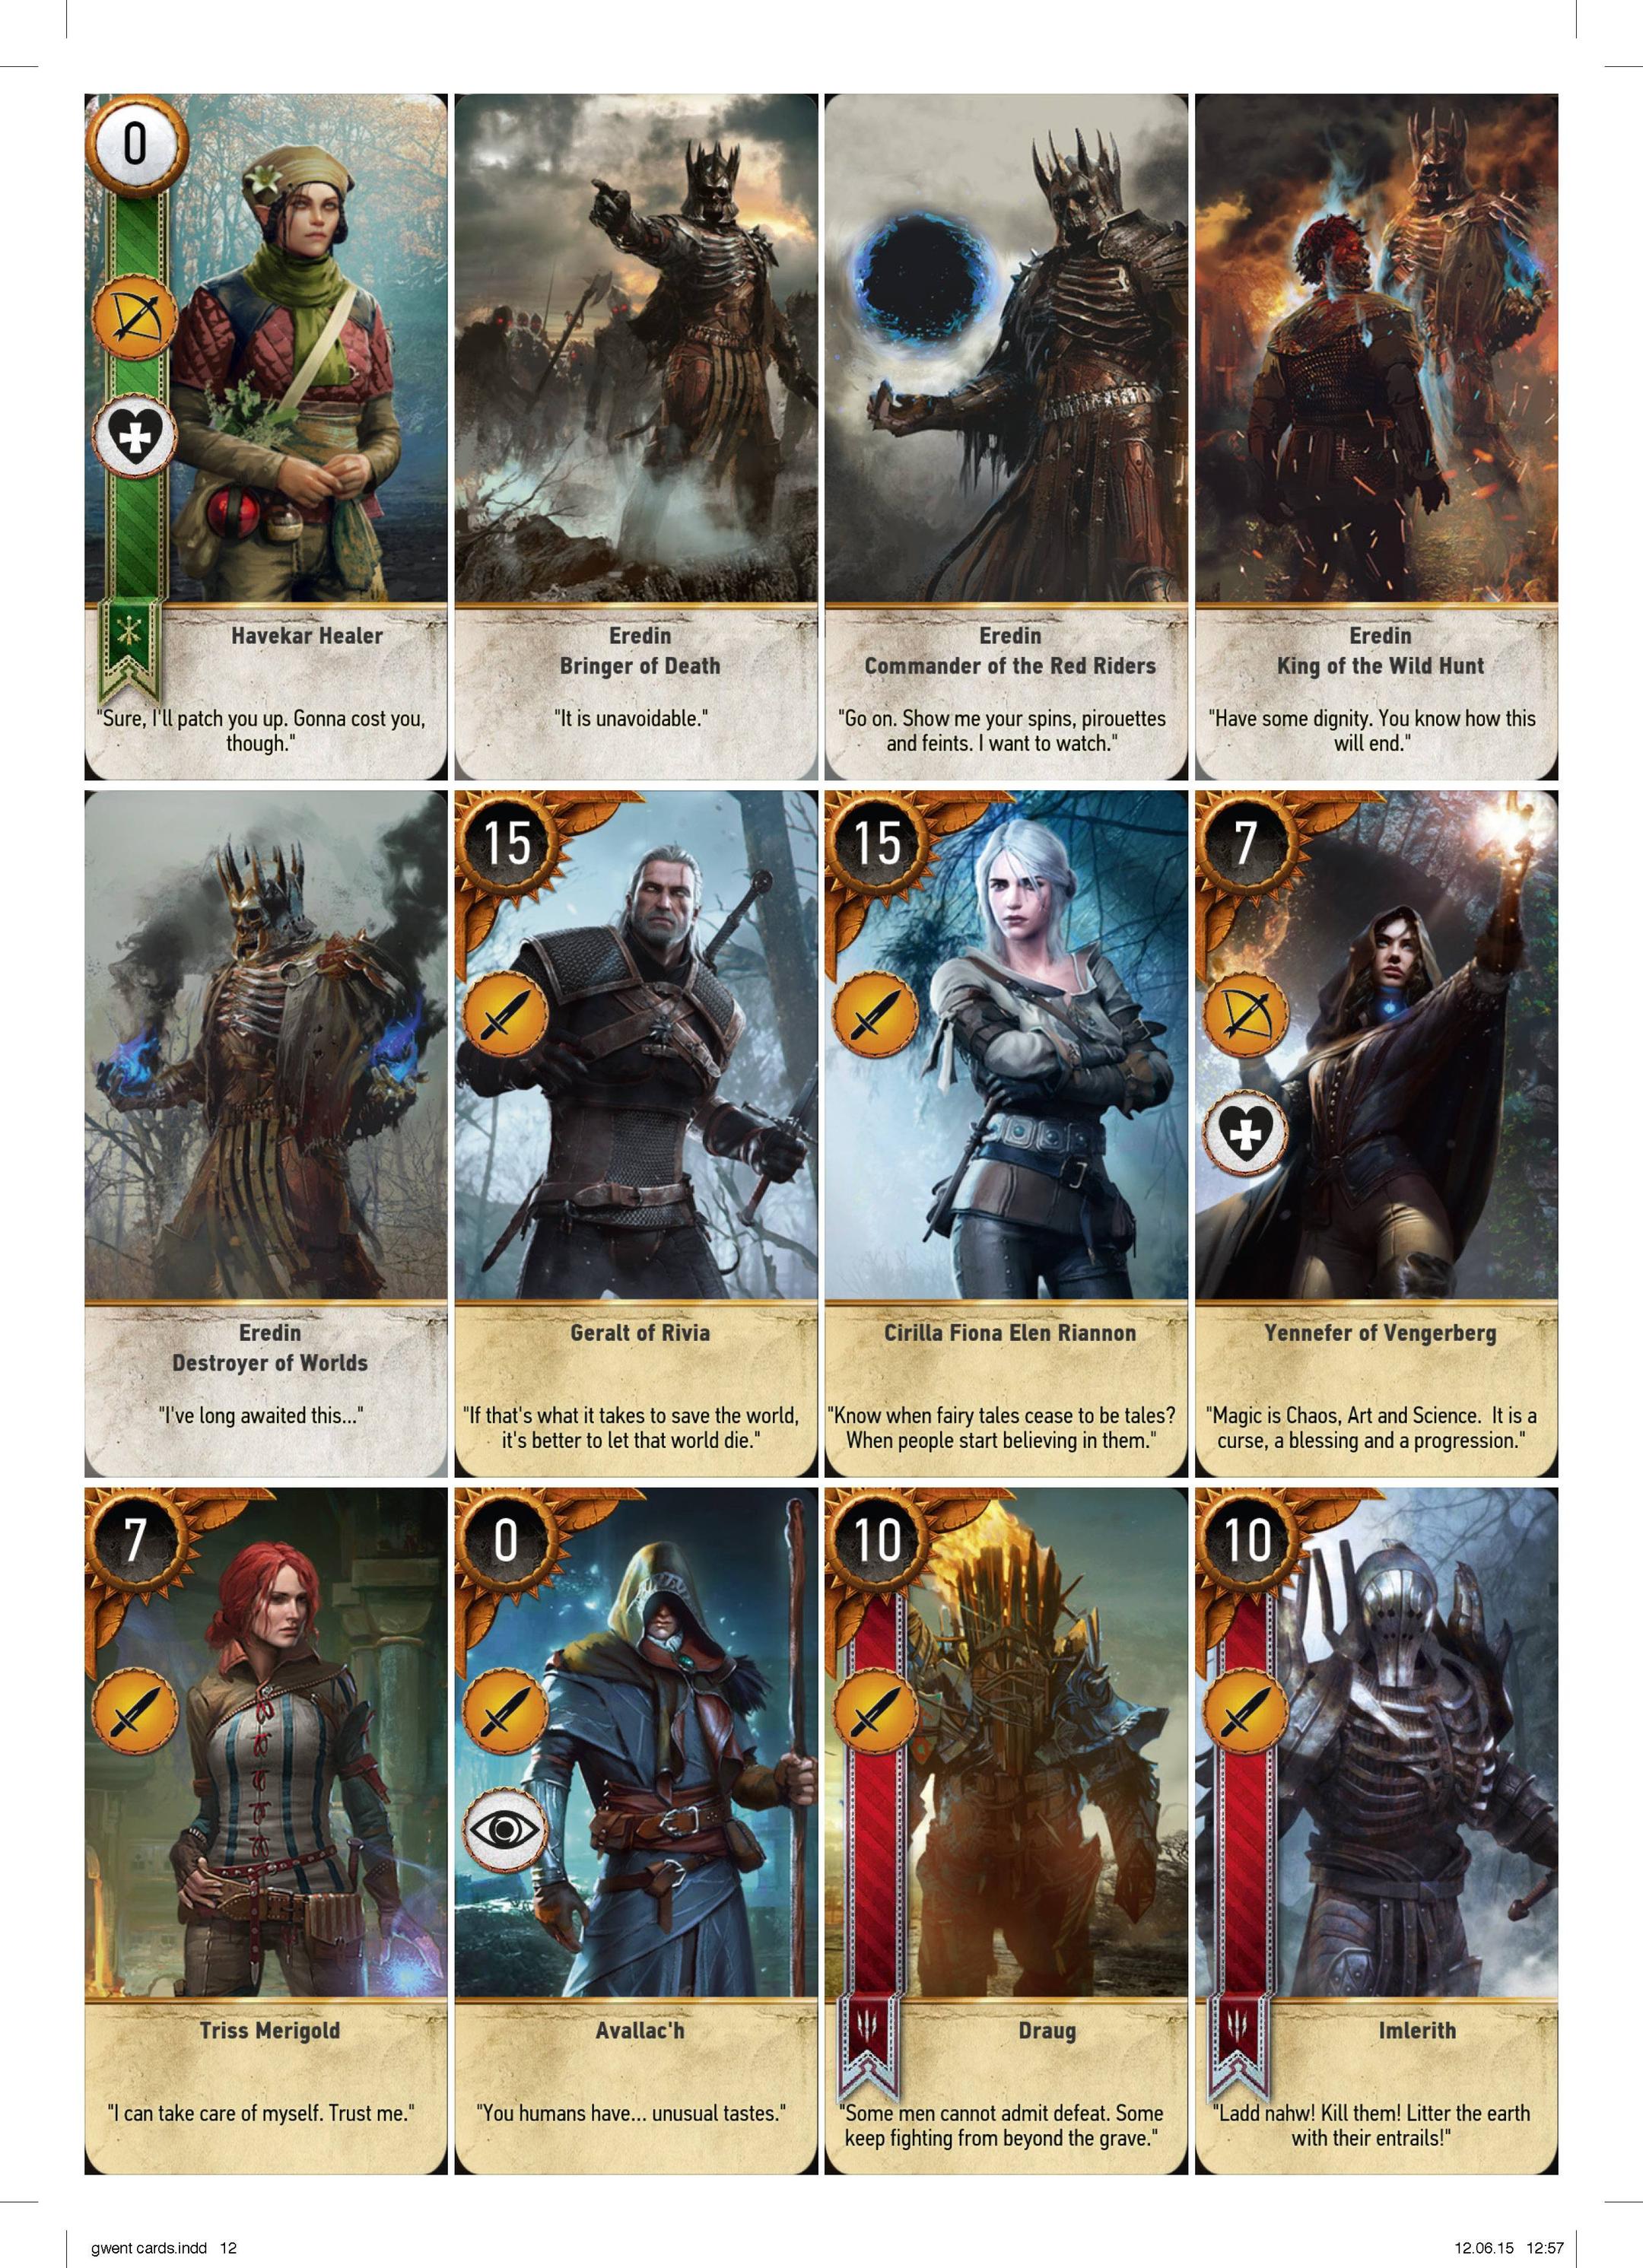 0
Havekar Healer
"Sure, I'll patch you up. Gonna cost you,
though."
Eredin
Bringer of Death
"It is unavoidable."
Eredin
Commander of the Red Riders
"Go on. Show me your spins, pirouettes
and feints. I want to watch."
Eredin
King of the Wild Hunt
"Have some dignity. You know how this
will end."
Eredin
Destroyer of Worlds
"I've long awaited this..."
15
Geralt of Rivia
"If that's what it takes to save the world,
it's better to let that world die."
15
Cirilla Fiona Elen Riannon
"Know when fairy tales cease to be tales?
When people start believing in them."
7
Yennefer of Vengerberg
"Magic is Chaos, Art and Science. It is a
curse, a blessing and a progression."
7
Triss Merigold
"I can take care of myself. Trust me."
0
Avallac'h
"You humans have... unusual tastes."
10
Draug
"Some men cannot admit defeat. Some
keep fighting from beyond the grave."
10
Imlerith
"Ladd nahw! Kill them! Litter the earth
with their entrails!"
gwent cards.indd 12
12.06.15 12:57